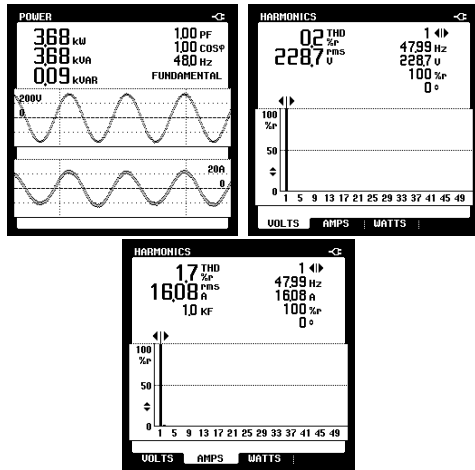 POWER
3.68 kW
3.68 kVA
0.09 kVAR
1.00 PF
1.00 COSφ
48.0 Hz
FUNDAMENTAL
200V
0
20A
0
HARMONICS
0.2 THD %r
228.7 rms V
1
47.99 Hz
228.7 V
100 %r
0 °
100
%r
50
0
1 5 9 13 17 21 25 29 33 37 41 45 49
VOLTS AMPS WATTS
HARMONICS
1.7 THD %r
16.08 rms A
1.0 KF
1
47.99 Hz
16.08 A
100 %r
0 °
100
%r
50
0
1 5 9 13 17 21 25 29 33 37 41 45 49
VOLTS AMPS WATTS